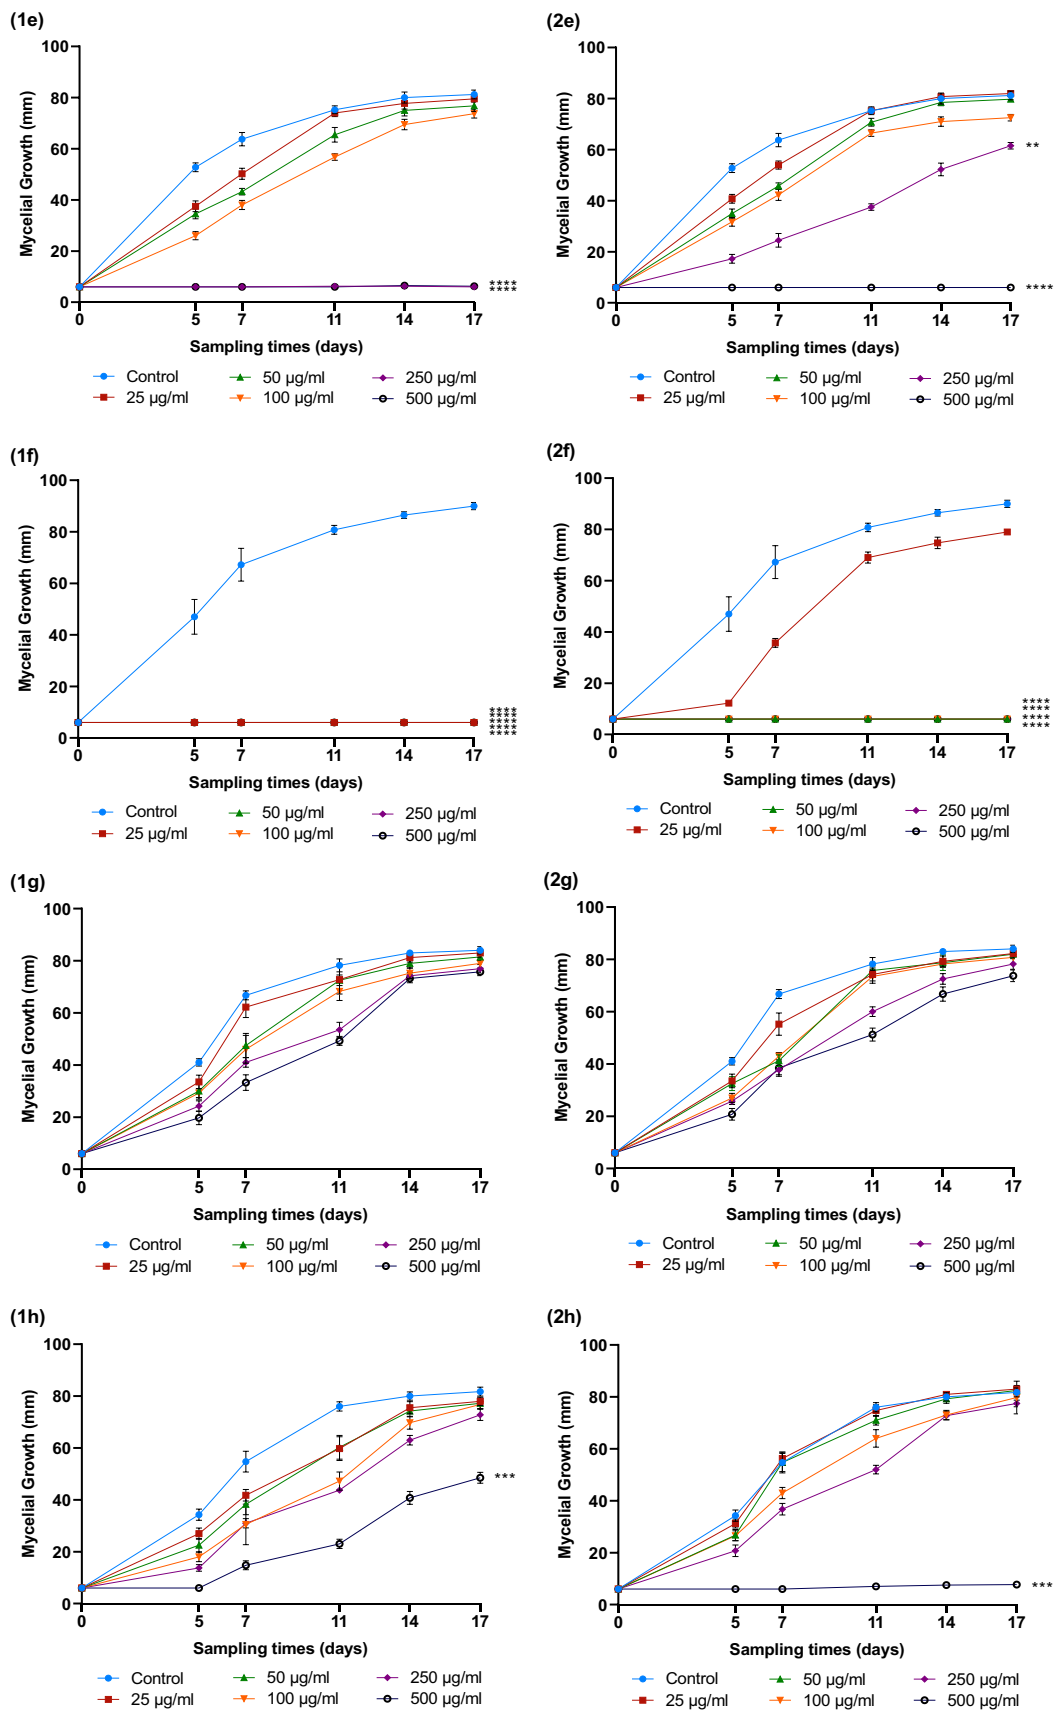 (1e)
100
80
60
40
20
0
Mycelial Growth (mm)
****
****
0 5 7 11 14 17
Sampling times (days)
Control 50 µg/ml 250 µg/ml
25 µg/ml 100 µg/ml 500 µg/ml
(2e)
100
80
60
40
20
0
Mycelial Growth (mm)
**
****
0 5 7 11 14 17
Sampling times (days)
Control 50 µg/ml 250 µg/ml
25 µg/ml 100 µg/ml 500 µg/ml
(1f)
100
80
60
40
20
0
Mycelial Growth (mm)
****
****
****
****
****
0 5 7 11 14 17
Sampling times (days)
Control 50 µg/ml 250 µg/ml
25 µg/ml 100 µg/ml 500 µg/ml
(2f)
100
80
60
40
20
0
Mycelial Growth (mm)
****
****
****
****
0 5 7 11 14 17
Sampling times (days)
Control 50 µg/ml 250 µg/ml
25 µg/ml 100 µg/ml 500 µg/ml
(1g)
100
80
60
40
20
0
Mycelial Growth (mm)
0 5 7 11 14 17
Sampling times (days)
Control 50 µg/ml 250 µg/ml
25 µg/ml 100 µg/ml 500 µg/ml
(2g)
100
80
60
40
20
0
Mycelial Growth (mm)
0 5 7 11 14 17
Sampling times (days)
Control 50 µg/ml 250 µg/ml
25 µg/ml 100 µg/ml 500 µg/ml
(1h)
100
80
60
40
20
0
Mycelial Growth (mm)
***
0 5 7 11 14 17
Sampling times (days)
Control 50 µg/ml 250 µg/ml
25 µg/ml 100 µg/ml 500 µg/ml
(2h)
100
80
60
40
20
0
Mycelial Growth (mm)
***
0 5 7 11 14 17
Sampling times (days)
Control 50 µg/ml 250 µg/ml
25 µg/ml 100 µg/ml 500 µg/ml